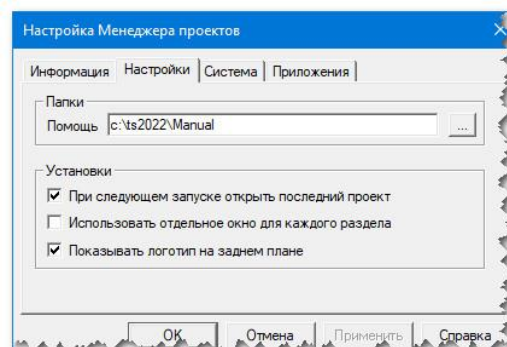 Настройка Менеджера проектов
Информация Настройки Система Приложения
Папки
Помощь c:\ts2022\Manual ...
Установки
При следующем запуске открыть последний проект
Использовать отдельное окно для каждого раздела
Показывать логотип на заднем плане
OK Отмена Применить Справка